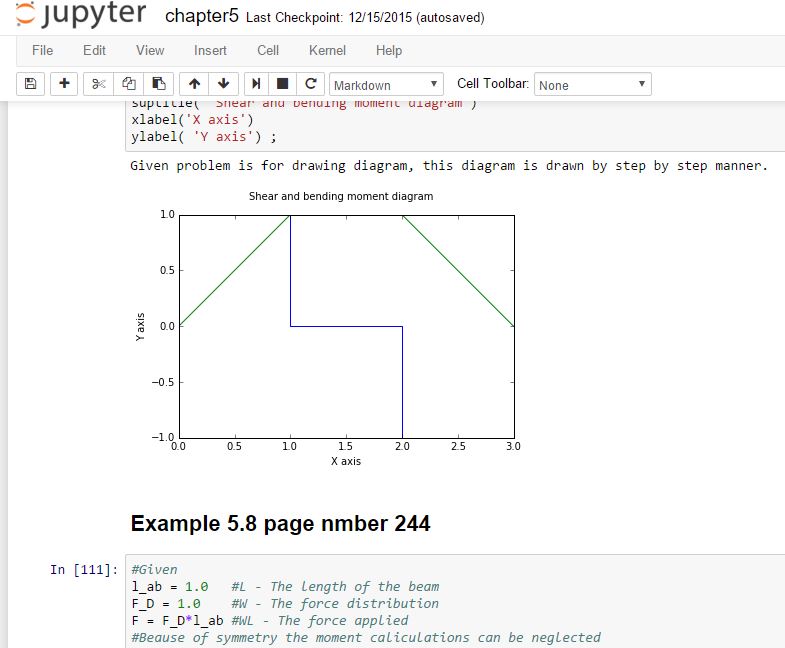 jupyter chapter5 Last Checkpoint: 12/15/2015 (autosaved)
File Edit View Insert Cell Kernel Help
Markdown Cell Toolbar: None
suptitle( 'Shear and bending moment diagram')
xlabel('X axis')
ylabel( 'Y axis') ;
Given problem is for drawing diagram, this diagram is drawn by step by step manner.
Shear and bending moment diagram
1.0
0.5
0.0
−0.5
−1.0
Y axis
0.0 0.5 1.0 1.5 2.0 2.5 3.0
X axis
Example 5.8 page nmber 244
In [111]: #Given
l_ab = 1.0 #L - The length of the beam
F_D = 1.0 #W - The force distribution
F = F_D*l_ab #WL - The force applied
#Beause of symmetry the moment caliculations can be neglected